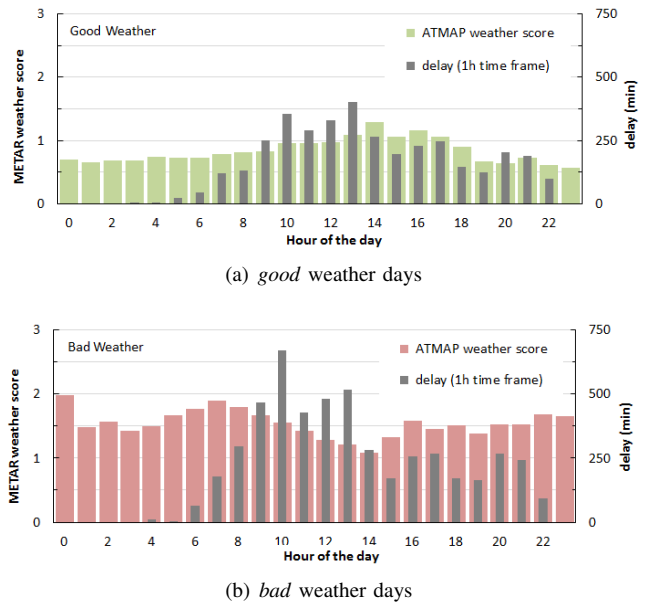 3
2
1
0
METAR weather score
Good Weather
ATMAP weather score
delay (1h time frame)
750
500
250
0
delay (min)
0 2 4 6 8 10 12 14 16 18 20 22
Hour of the day
(a) good weather days
3
2
1
0
METAR weather score
Bad Weather
ATMAP weather score
delay (1h time frame)
750
500
250
0
delay (min)
0 2 4 6 8 10 12 14 16 18 20 22
Hour of the day
(b) bad weather days